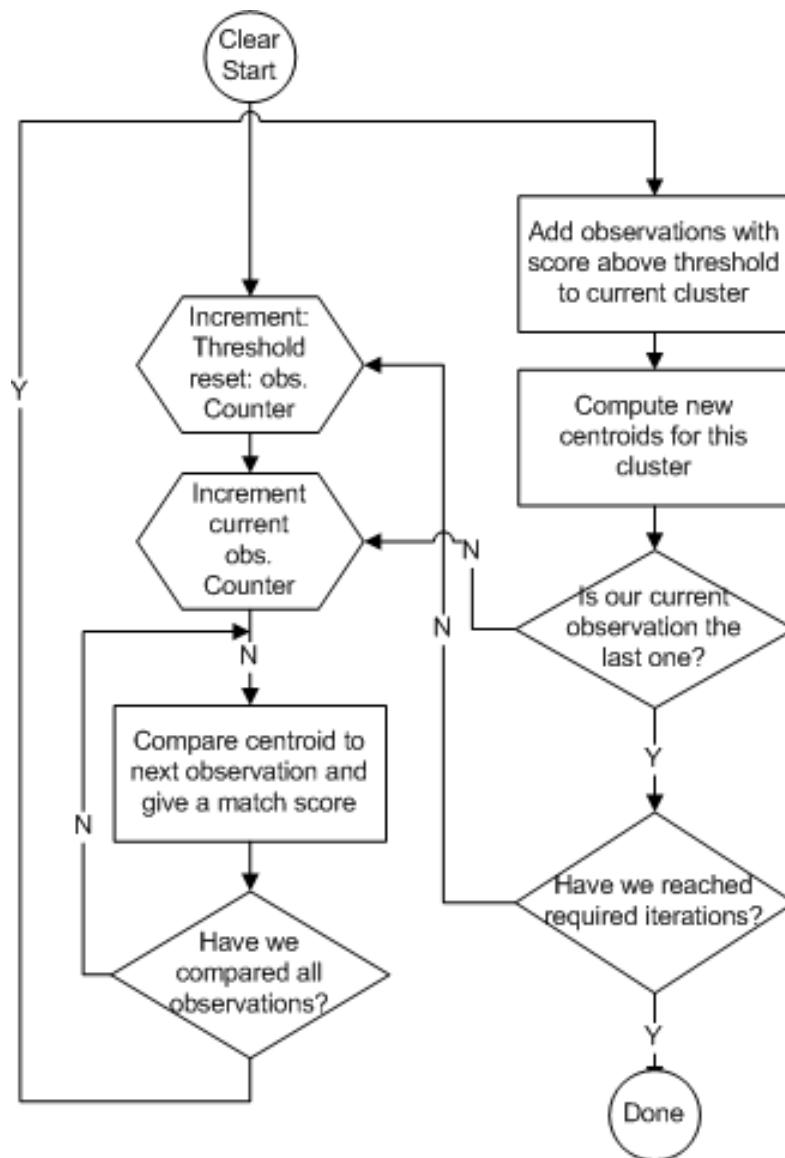 Clear
Start
Increment:
Threshold
reset: obs.
Counter
Increment
current
obs.
Counter
N
Compare centroid to
next observation and
give a match score
N
Have we
compared all
observations?
Y
Add observations with
score above threshold
to current cluster
Compute new
centroids for this
cluster
Is our current
observation the
last one?
N
Y
Have we reached
required iterations?
N
Y
Done